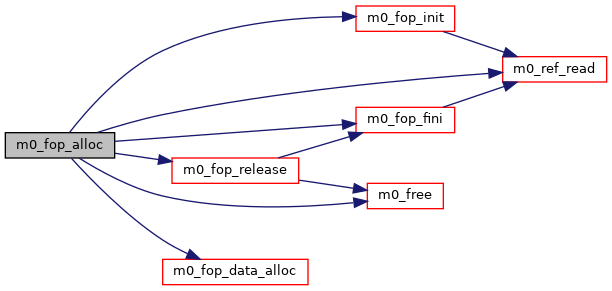 m0_fop_init
m0_ref_read
m0_fop_fini
m0_fop_alloc
m0_fop_release
m0_free
m0_fop_data_alloc